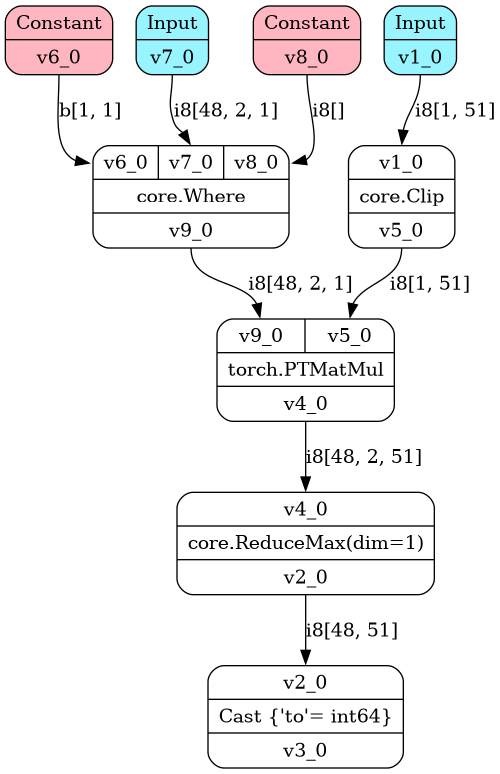 Constant
v6_0
Input
v7_0
Constant
v8_0
Input
v1_0
b[1, 1]
i8[48, 2, 1]
i8[]
i8[1, 51]
v6_0 v7_0 v8_0
core.Where
v9_0
v1_0
core.Clip
v5_0
i8[48, 2, 1]
i8[1, 51]
v9_0 v5_0
torch.PTMatMul
v4_0
i8[48, 2, 51]
v4_0
core.ReduceMax(dim=1)
v2_0
i8[48, 51]
v2_0
Cast {'to'= int64}
v3_0